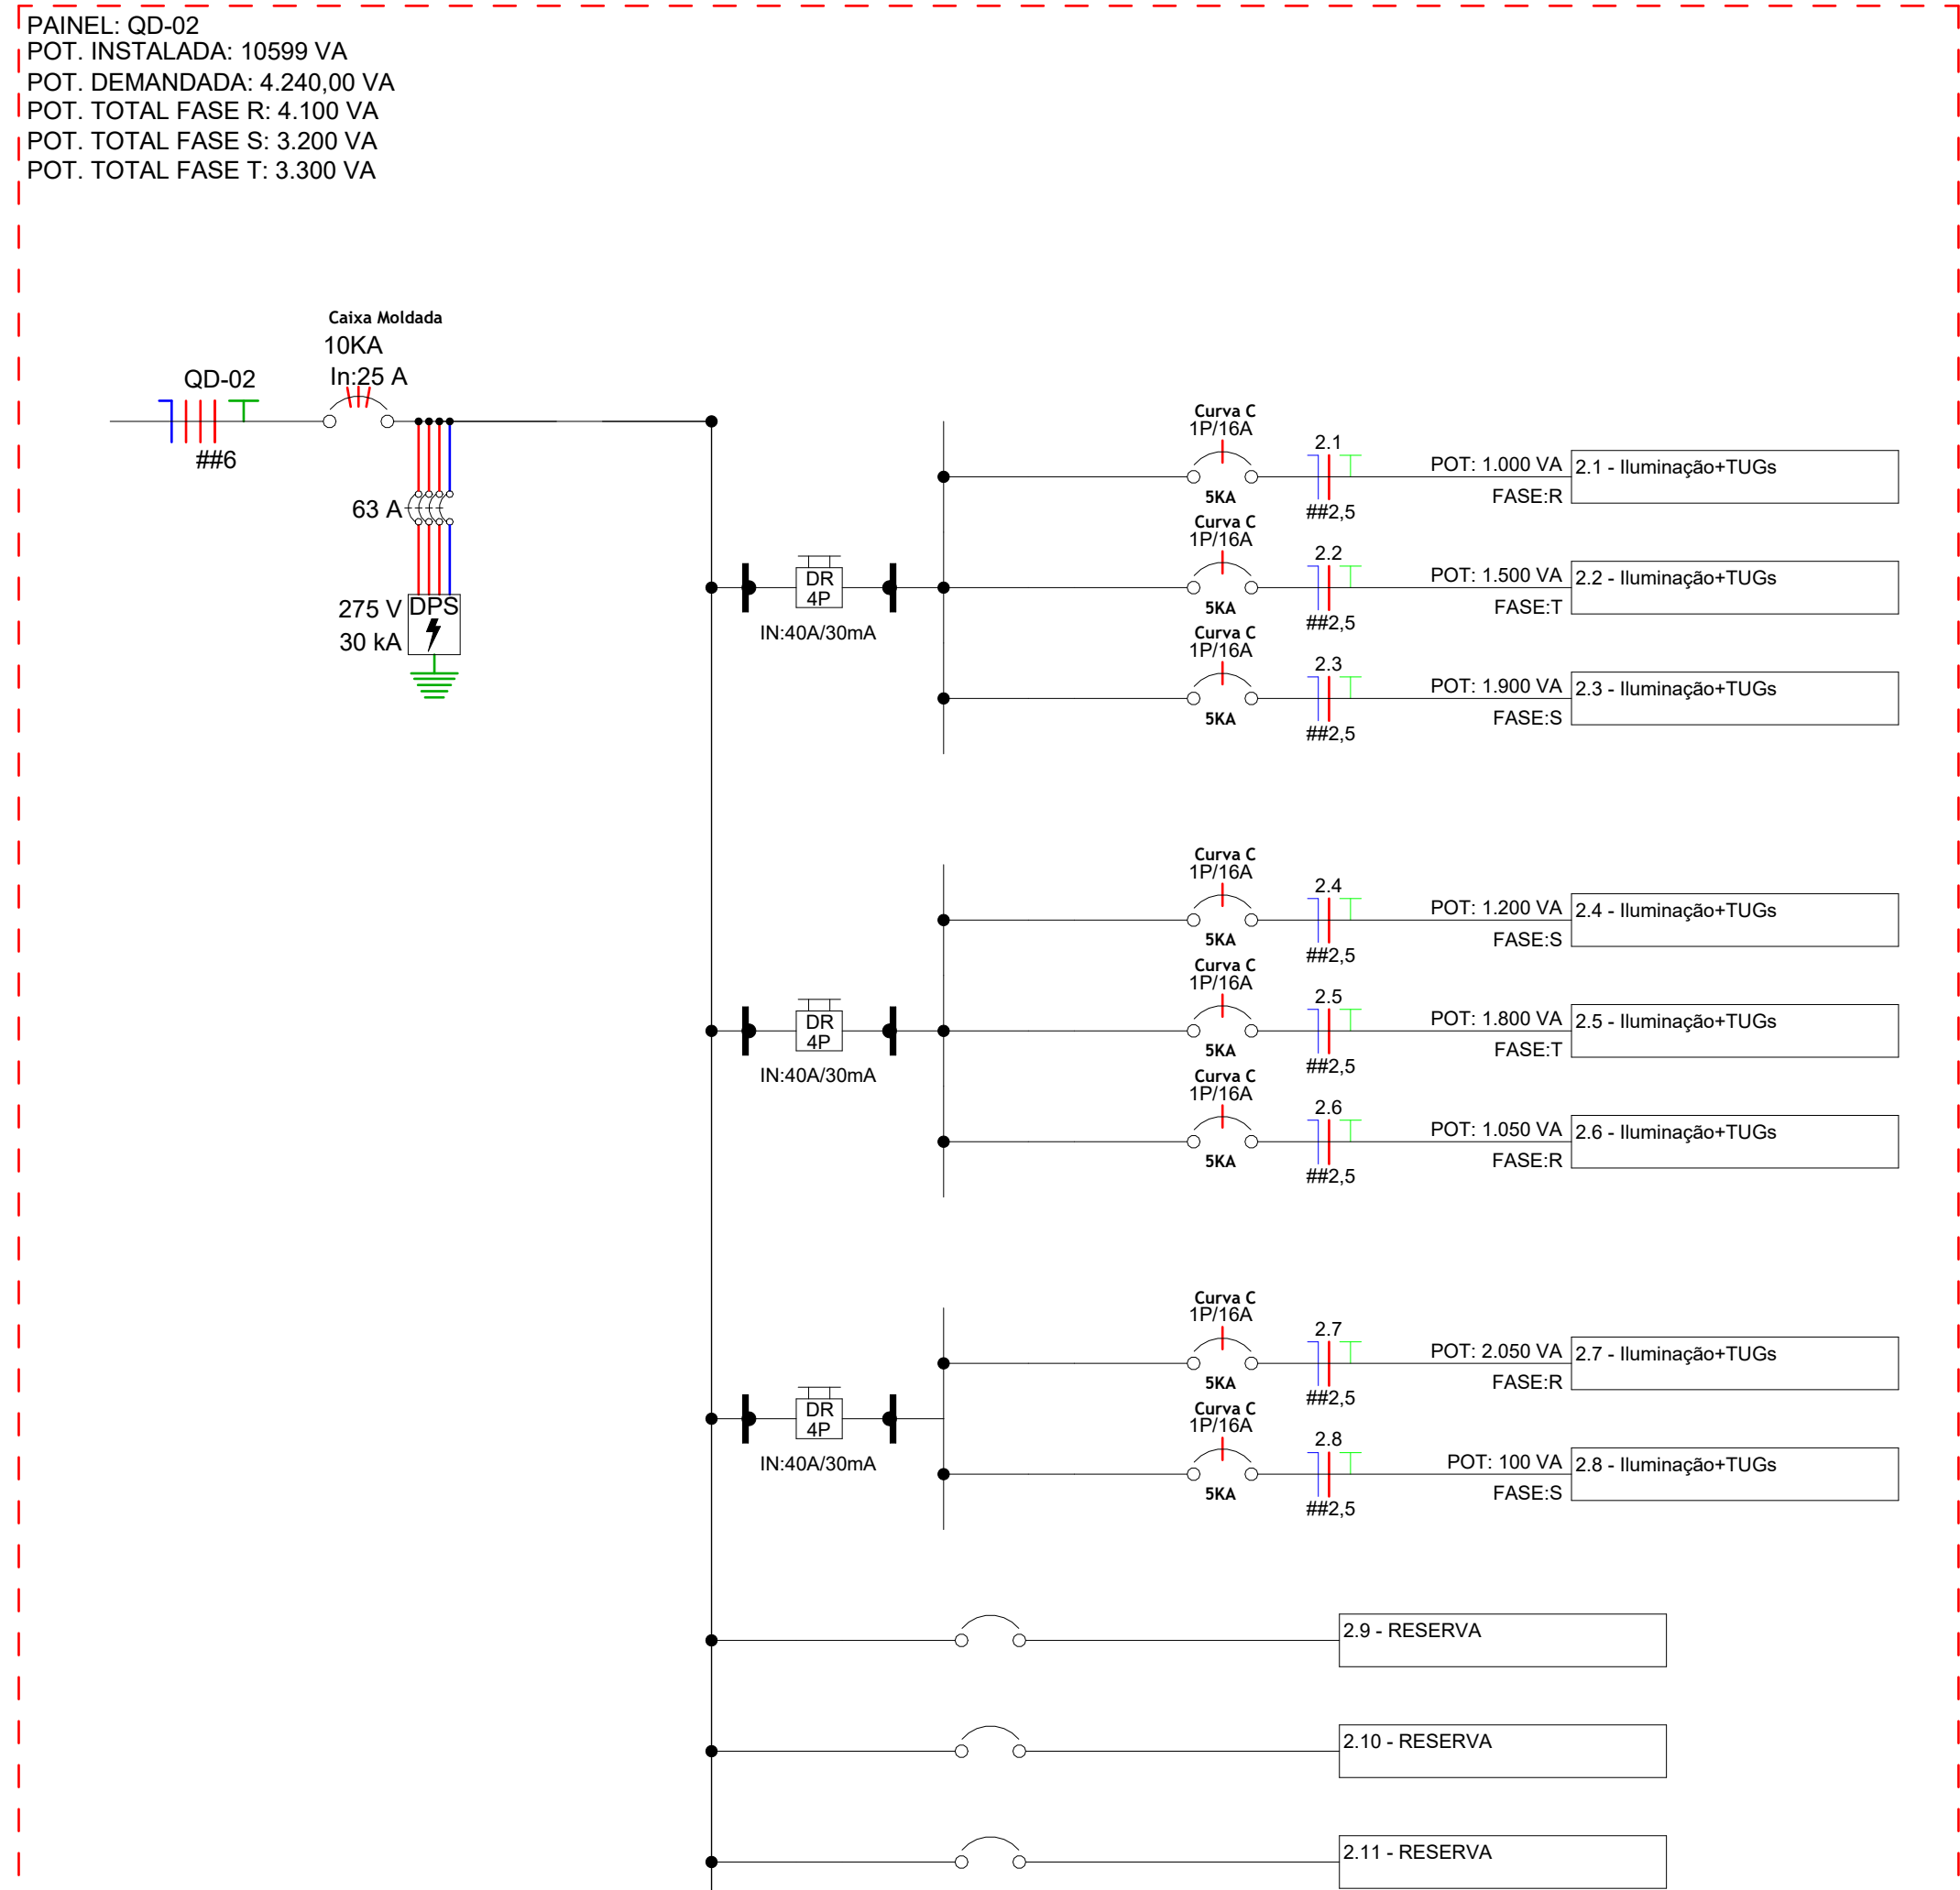 PAINEL: QD-02
POT. INSTALADA: 10599 VA
POT. DEMANDADA: 4.240,00 VA
POT. TOTAL FASE R: 4.100 VA
POT. TOTAL FASE S: 3.200 VA
POT. TOTAL FASE T: 3.300 VA
Caixa Moldada
10KA
In:25 A
QD-02
##6
63 A
275 V
30 kA
DPS
DR
4P
IN:40A/30mA
Curva C
1P/16A
5KA
2.1
##2,5
POT: 1.000 VA
FASE:R
2.1 - Iluminação+TUGs
Curva C
1P/16A
5KA
2.2
##2,5
POT: 1.500 VA
FASE:T
2.2 - Iluminação+TUGs
Curva C
1P/16A
5KA
2.3
##2,5
POT: 1.900 VA
FASE:S
2.3 - Iluminação+TUGs
DR
4P
IN:40A/30mA
Curva C
1P/16A
5KA
2.4
##2,5
POT: 1.200 VA
FASE:S
2.4 - Iluminação+TUGs
Curva C
1P/16A
5KA
2.5
##2,5
POT: 1.800 VA
FASE:T
2.5 - Iluminação+TUGs
Curva C
1P/16A
5KA
2.6
##2,5
POT: 1.050 VA
FASE:R
2.6 - Iluminação+TUGs
DR
4P
IN:40A/30mA
Curva C
1P/16A
5KA
2.7
##2,5
POT: 2.050 VA
FASE:R
2.7 - Iluminação+TUGs
Curva C
1P/16A
5KA
2.8
##2,5
POT: 100 VA
FASE:S
2.8 - Iluminação+TUGs
2.9 - RESERVA
2.10 - RESERVA
2.11 - RESERVA